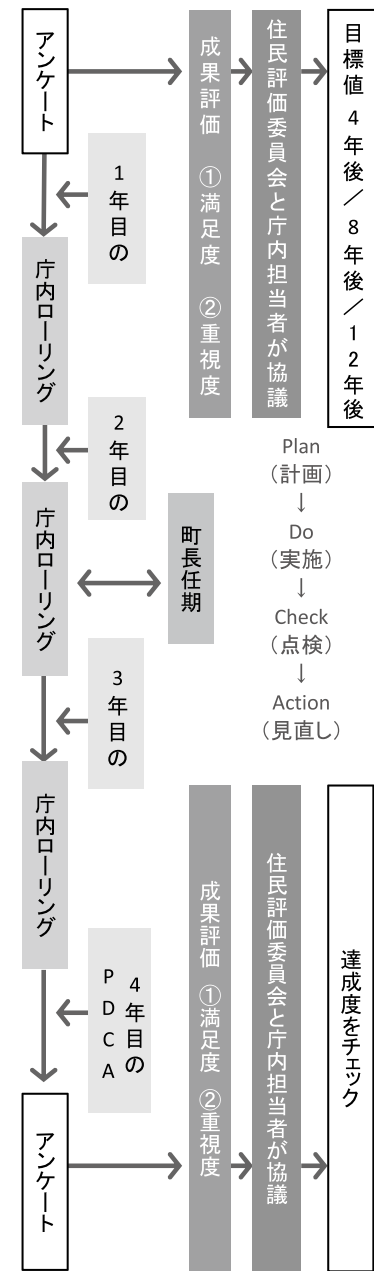 アンケート
成果評価 ①満足度 ②重視度
住民評価委員会と庁内担当者が協議
目標値 4年後／8年後／12年後
1年目の
庁内ローリング
2年目の
庁内ローリング
町長任期
Plan
（計画）
↓
Do
（実施）
↓
Check
（点検）
↓
Action
（見直し）
3年目の
庁内ローリング
4年目の
PDCA
アンケート
成果評価 ①満足度 ②重視度
住民評価委員会と庁内担当者が協議
達成度をチェック